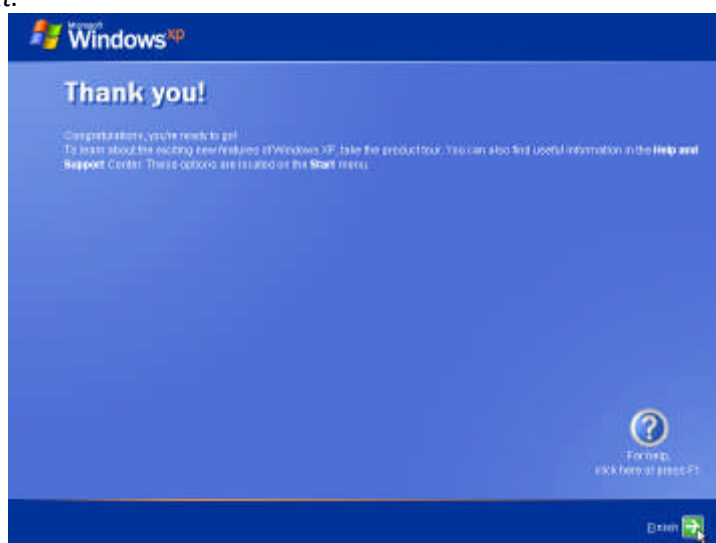 Microsoft
Windows xp
Thank you!
Congratulations, you're ready to go!
To learn about the exciting new features of Windows XP, take the product tour. You can also find useful information in the Help and
Support Center. These options are located on the Start menu.
For help,
click here or press F1
Finish